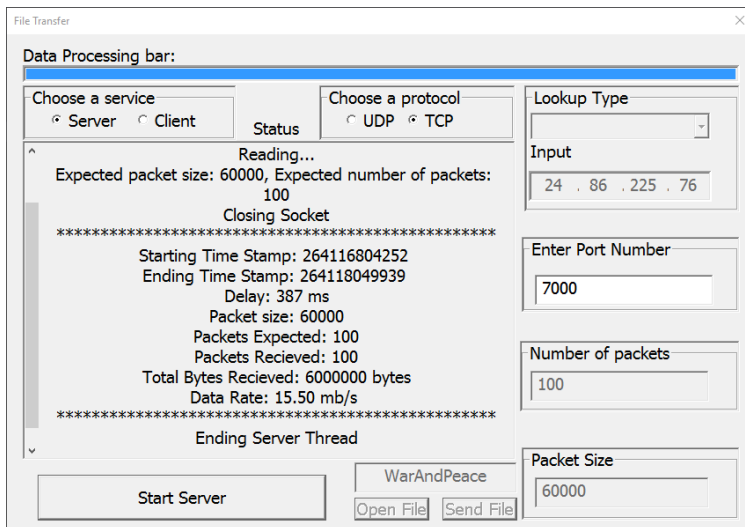 File Transfer
Data Processing bar:
Choose a service
Server Client
Status
Choose a protocol
UDP TCP
Reading...
Expected packet size: 60000, Expected number of packets:
100
Closing Socket
****************************************************
Starting Time Stamp: 264116804252
Ending Time Stamp: 264118049939
Delay: 387 ms
Packet size: 60000
Packets Expected: 100
Packets Recieved: 100
Total Bytes Recieved: 6000000 bytes
Data Rate: 15.50 mb/s
****************************************************
Ending Server Thread
Start Server
WarAndPeace
Open File Send File
Lookup Type
Input
24 . 86 . 225 . 76
Enter Port Number
7000
Number of packets
100
Packet Size
60000